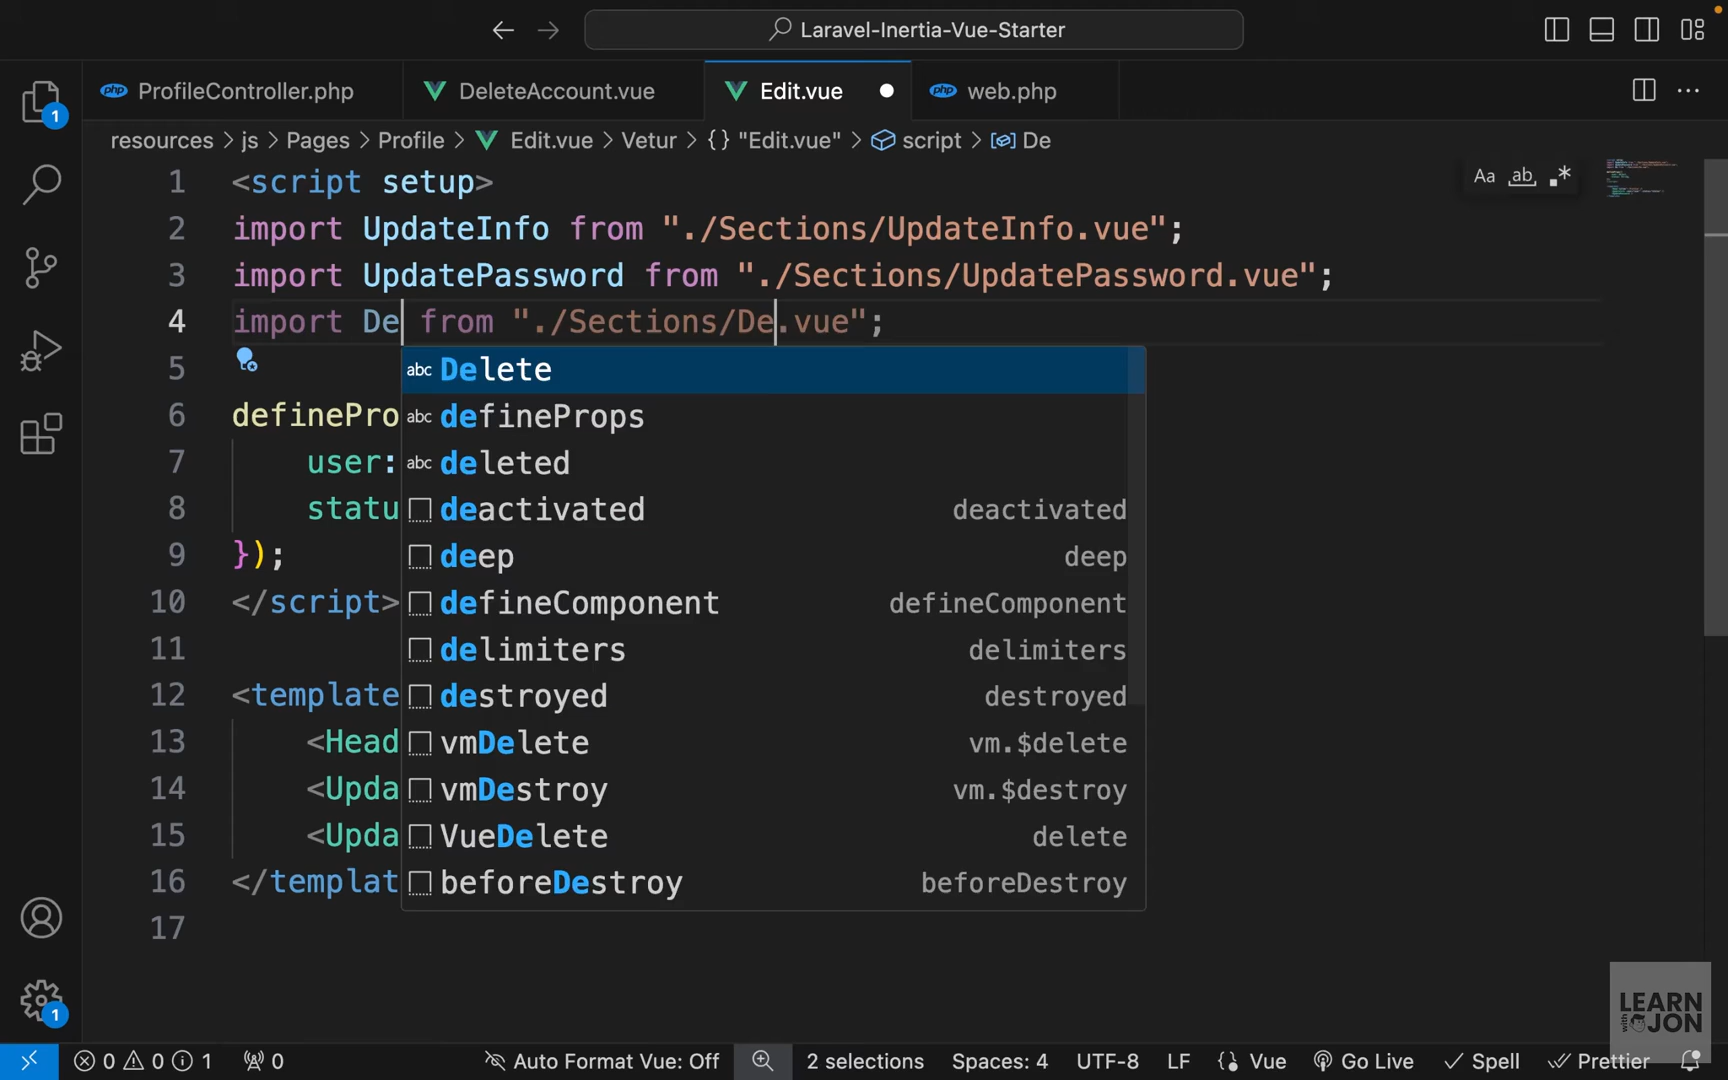 Laravel-Inertia-Vue-Starter
php ProfileController.php
DeleteAccount.vue
Edit.vue
php web.php
resources > js > Pages > Profile > Edit.vue > Vetur > {} "Edit.vue" > script > De
Aa ab .*
1 <script setup>
2 import UpdateInfo from "./Sections/UpdateInfo.vue";
3 import UpdatePassword from "./Sections/UpdatePassword.vue";
4 import De from "./Sections/De.vue";
5
abc Delete
6 definePro
abc defineProps
7 user:
abc deleted
8 statu
deactivated deactivated
9 });
deep deep
10 </script>
defineComponent defineComponent
11
delimiters delimiters
12 <template
destroyed destroyed
13 <Head
vmDelete vm.$delete
14 <Upda
vmDestroy vm.$destroy
15 <Upda
VueDelete delete
16 </templat
beforeDestroy beforeDestroy
17
1
1
LEARN
with JON
0 0 1 0 Auto Format Vue: Off 2 selections Spaces: 4 UTF-8 LF {} Vue Go Live Spell Prettier